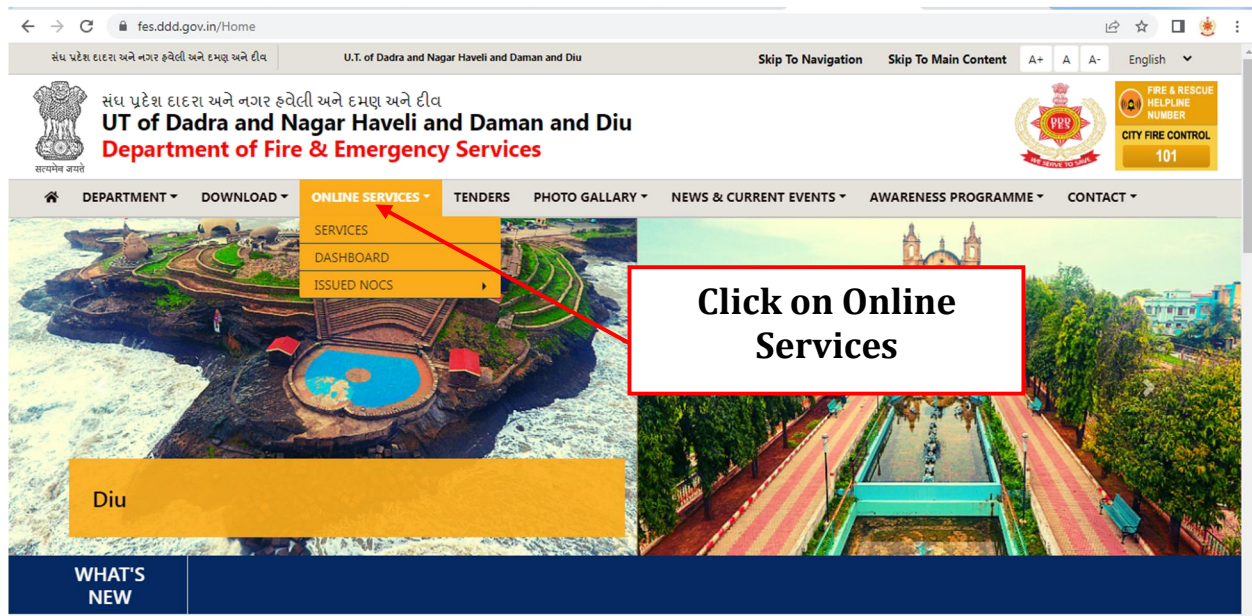 fes.ddd.gov.in/Home
સંઘ પ્રદેશ દાદરા અને નગર હવેલી અને દમણ અને દીવ
U.T. of Dadra and Nagar Haveli and Daman and Diu
Skip To Navigation
Skip To Main Content
A+ A A-
English
સંઘ પ્રદેશ દાદરા અને નગર હવેલી અને દમણ અને દીવ
UT of Dadra and Nagar Haveli and Daman and Diu
Department of Fire & Emergency Services
सत्यमेव जयते
FES
WE SERVE TO SAVE
FIRE & RESCUE
HELPLINE
NUMBER
CITY FIRE CONTROL
101
DEPARTMENT
DOWNLOAD
ONLINE SERVICES
TENDERS
PHOTO GALLARY
NEWS & CURRENT EVENTS
AWARENESS PROGRAMME
CONTACT
SERVICES
DASHBOARD
ISSUED NOCS
Click on Online
Services
Diu
WHAT'S
NEW